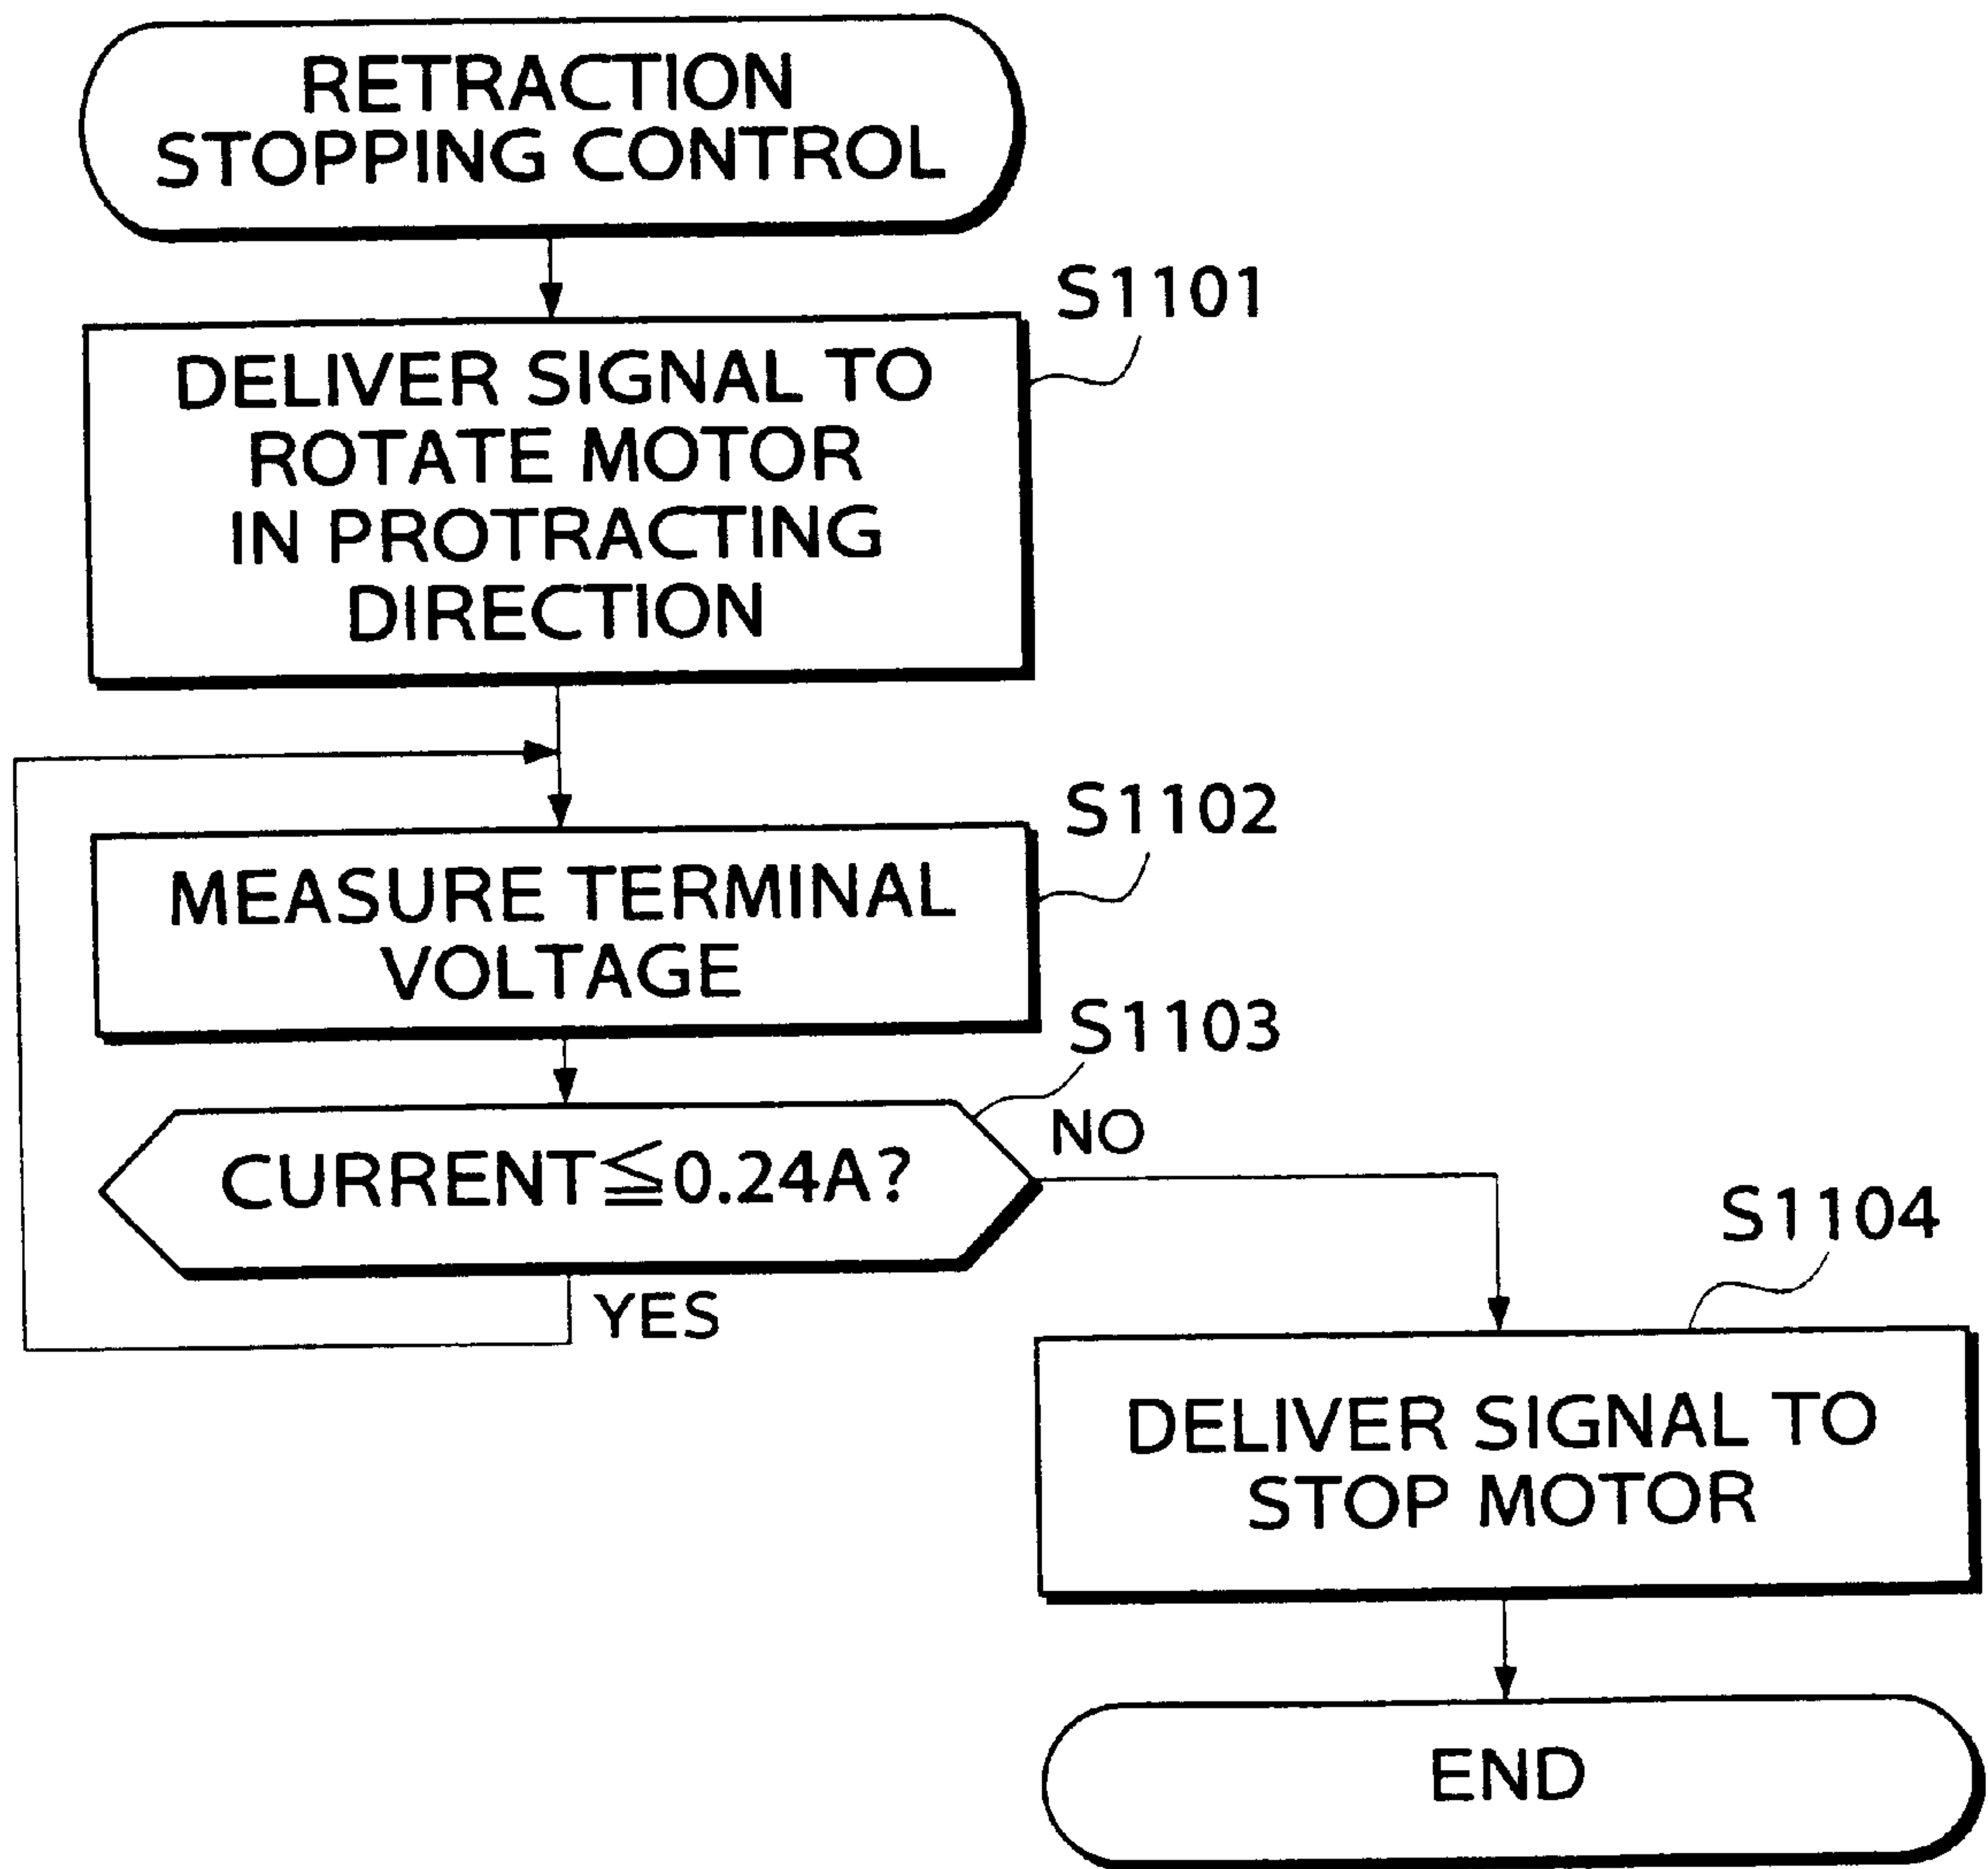 RETRACTION
STOPPING CONTROL
S1101
DELIVER SIGNAL TO
ROTATE MOTOR
IN PROTRACTING
DIRECTION
S1102
MEASURE TERMINAL
VOLTAGE
S1103
CURRENT≦0.24A?
NO
YES
S1104
DELIVER SIGNAL TO
STOP MOTOR
END